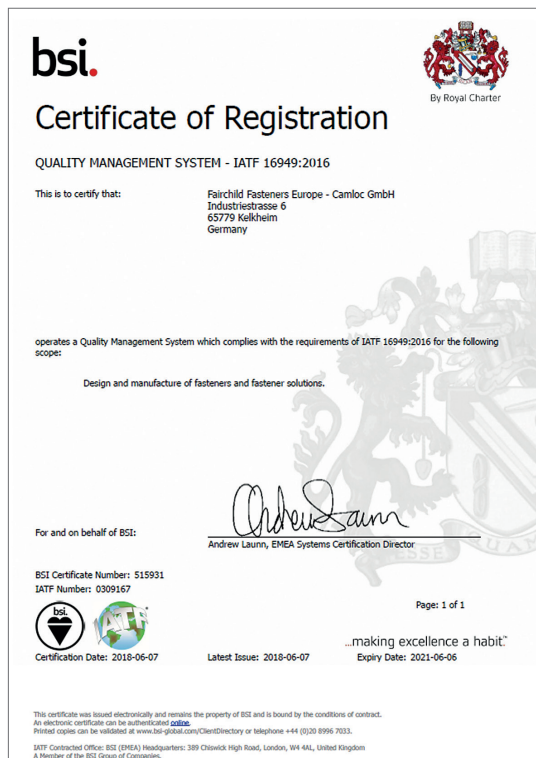 bsi.
By Royal Charter
Certificate of Registration
QUALITY MANAGEMENT SYSTEM - IATF 16949:2016
This is to certify that:
Fairchild Fasteners Europe - Camloc GmbH
Industriestrasse 6
65779 Kelkheim
Germany
operates a Quality Management System which complies with the requirements of IATF 16949:2016 for the following
scope:
Design and manufacture of fasteners and fastener solutions.
For and on behalf of BSI:
Andrew Launn, EMEA Systems Certification Director
BSI Certificate Number: 515931
IATF Number: 0309167
Page: 1 of 1
bsi.
IATF
...making excellence a habit.™
Certification Date: 2018-06-07
Latest Issue: 2018-06-07
Expiry Date: 2021-06-06
This certificate was issued electronically and remains the property of BSI and is bound by the conditions of contract.
An electronic certificate can be authenticated online.
Printed copies can be validated at www.bsi-global.com/ClientDirectory or telephone +44 (0)20 8996 7033.
IATF Contracted Office: BSI (EMEA) Headquarters: 389 Chiswick High Road, London, W4 4AL, United Kingdom
A Member of the BSI Group of Companies.